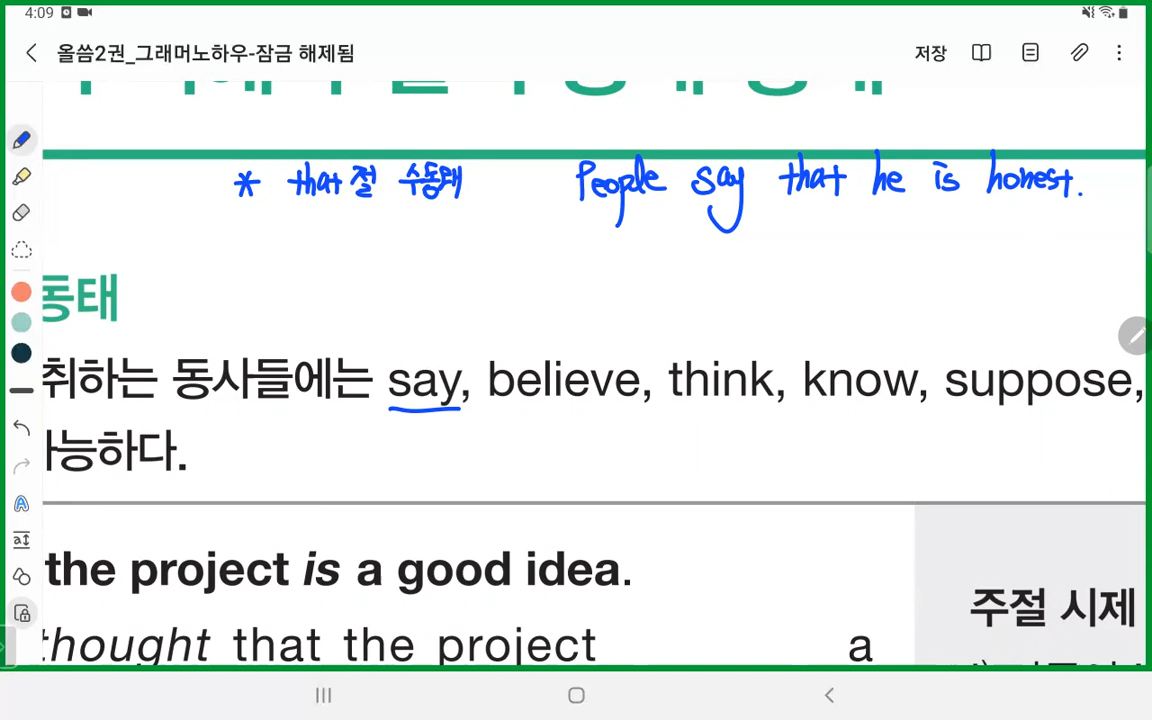 4:09
올씀2권_그래머노하우-잠금 해제됨
저장
* that절 수동태 People say that he is honest.
동태
취하는 동사들에는 say, believe, think, know, suppose,
가능하다.
the project is a good idea.
주절 시제
thought that the project a